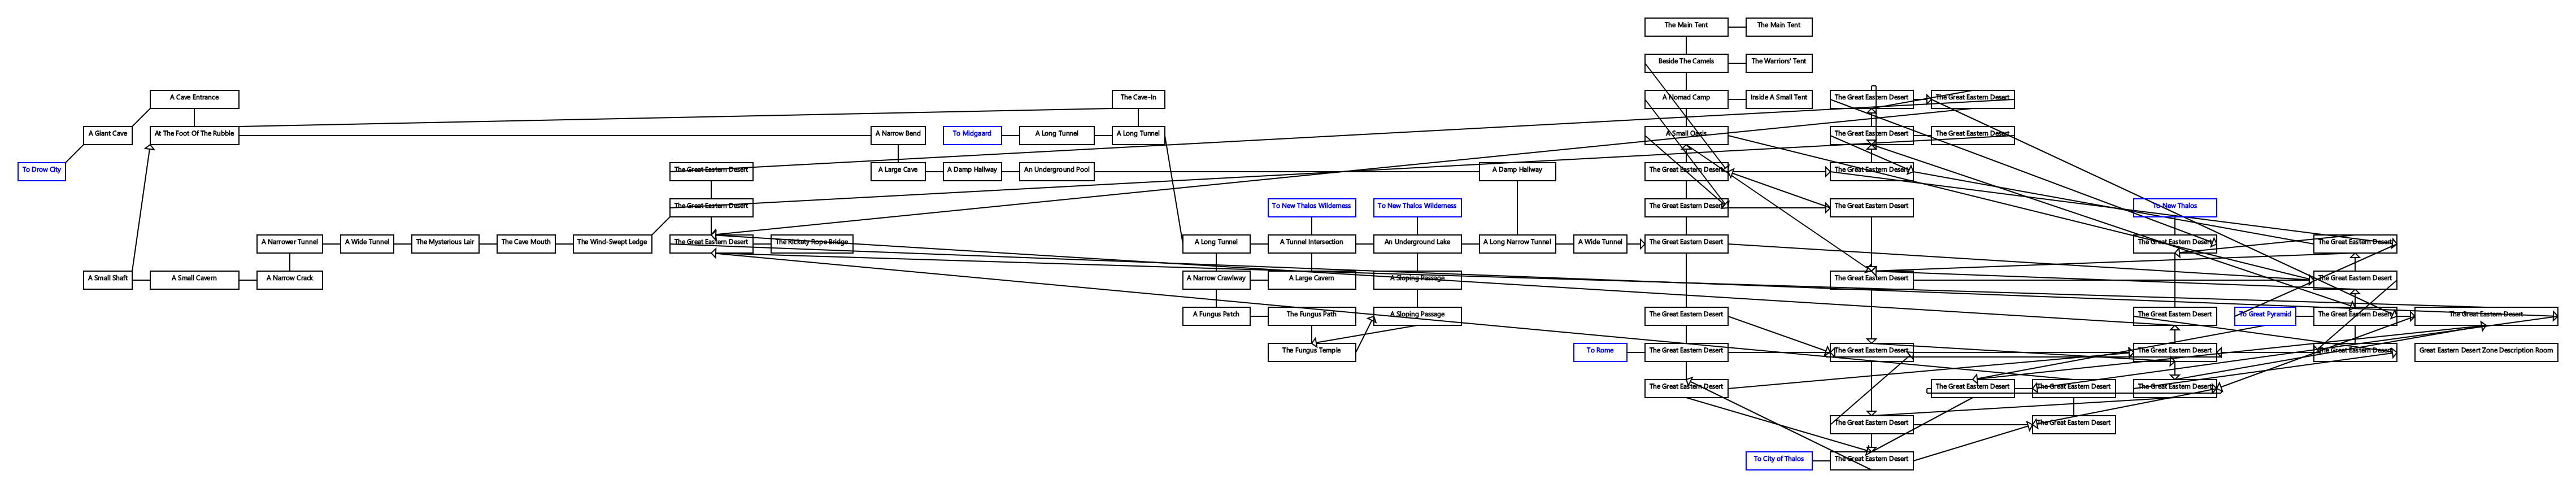 The Main Tent
The Main Tent
Beside The Camels
The Warriors' Tent
A Cave Entrance
The Cave-In
A Nomad Camp
Inside A Small Tent
The Great Eastern Desert
The Great Eastern Desert
A Giant Cave
At The Foot Of The Rubble
A Narrow Bend
To Midgaard
A Long Tunnel
A Long Tunnel
A Small Oasis
The Great Eastern Desert
The Great Eastern Desert
To Drow City
The Great Eastern Desert
A Large Cave
A Damp Hallway
An Underground Pool
A Damp Hallway
The Great Eastern Desert
The Great Eastern Desert
The Great Eastern Desert
To New Thalos Wilderness
To New Thalos Wilderness
The Great Eastern Desert
The Great Eastern Desert
To New Thalos
A Narrower Tunnel
A Wide Tunnel
The Mysterious Lair
The Cave Mouth
The Wind-Swept Ledge
The Great Eastern Desert
The Rickety Rope Bridge
A Long Tunnel
A Tunnel Intersection
An Underground Lake
A Long Narrow Tunnel
A Wide Tunnel
The Great Eastern Desert
The Great Eastern Desert
The Great Eastern Desert
A Small Shaft
A Small Cavern
A Narrow Crack
A Narrow Crawlway
A Large Cavern
A Sloping Passage
The Great Eastern Desert
The Great Eastern Desert
A Fungus Patch
The Fungus Path
A Sloping Passage
The Great Eastern Desert
The Great Eastern Desert
To Great Pyramid
The Great Eastern Desert
The Great Eastern Desert
The Fungus Temple
To Rome
The Great Eastern Desert
The Great Eastern Desert
The Great Eastern Desert
The Great Eastern Desert
Great Eastern Desert Zone Description Room
The Great Eastern Desert
The Great Eastern Desert
The Great Eastern Desert
The Great Eastern Desert
The Great Eastern Desert
The Great Eastern Desert
To City of Thalos
The Great Eastern Desert